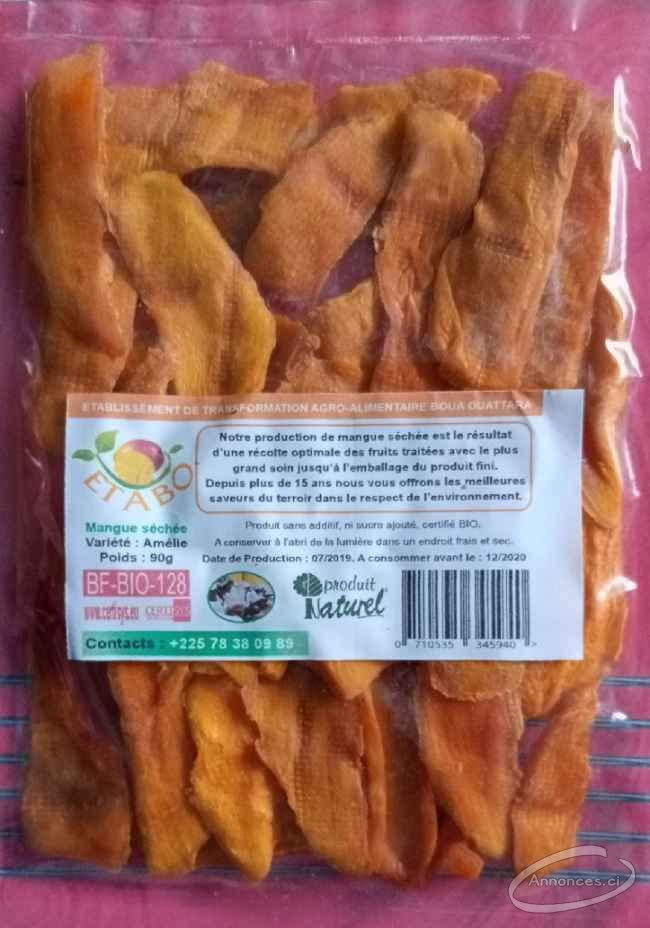 ETABLISSEMENT DE TRANSFORMATION AGRO-ALIMENTAIRE BOUA OUATTARA
ETABO
Notre production de mangue séchée est le résultat
d'une récolte optimale des fruits traitées avec le plus
grand soin jusqu'à l'emballage du produit fini.
Depuis plus de 15 ans nous vous offrons les meilleures
saveurs du terroir dans le respect de l'environnement.
Mangue séchée
Variété : Amélie
Poids : 90g
Produit sans additif, ni sucre ajouté, certifié BIO.
A conserver à l'abri de la lumière dans un endroit frais et sec.
Date de Production : 07/2019. A consommer avant le : 12/2020
BF-BIO-128
www.certisys.eu
produit
Naturel
0 710535 345940 >
Contacts : +225 78 38 09 89
Annonces.ci